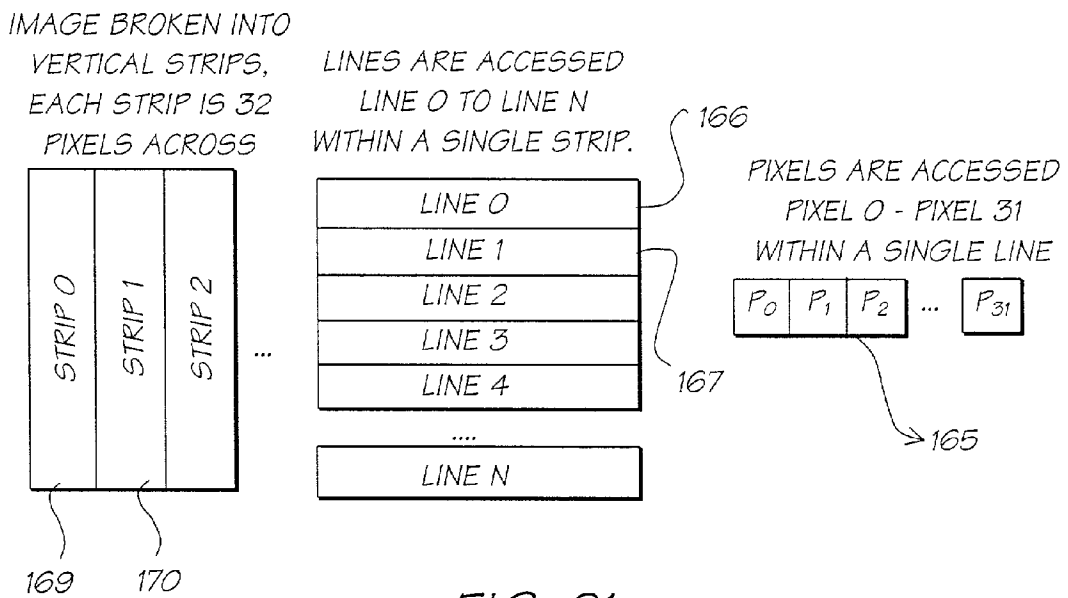 IMAGE BROKEN INTO
VERTICAL STRIPS,
EACH STRIP IS 32
PIXELS ACROSS
STRIP 0
STRIP 1
STRIP 2
...
169
170
LINES ARE ACCESSED
LINE 0 TO LINE N
WITHIN A SINGLE STRIP.
LINE 0
LINE 1
LINE 2
LINE 3
LINE 4
....
LINE N
166
167
PIXELS ARE ACCESSED
PIXEL 0 - PIXEL 31
WITHIN A SINGLE LINE
P0 P1 P2 ... P31
165